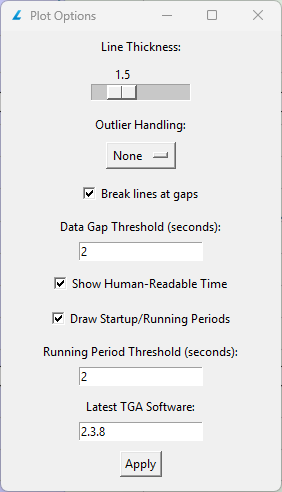 Plot Options
Line Thickness:
1.5
Outlier Handling:
None
Break lines at gaps
Data Gap Threshold (seconds):
2
Show Human-Readable Time
Draw Startup/Running Periods
Running Period Threshold (seconds):
2
Latest TGA Software:
2.3.8
Apply